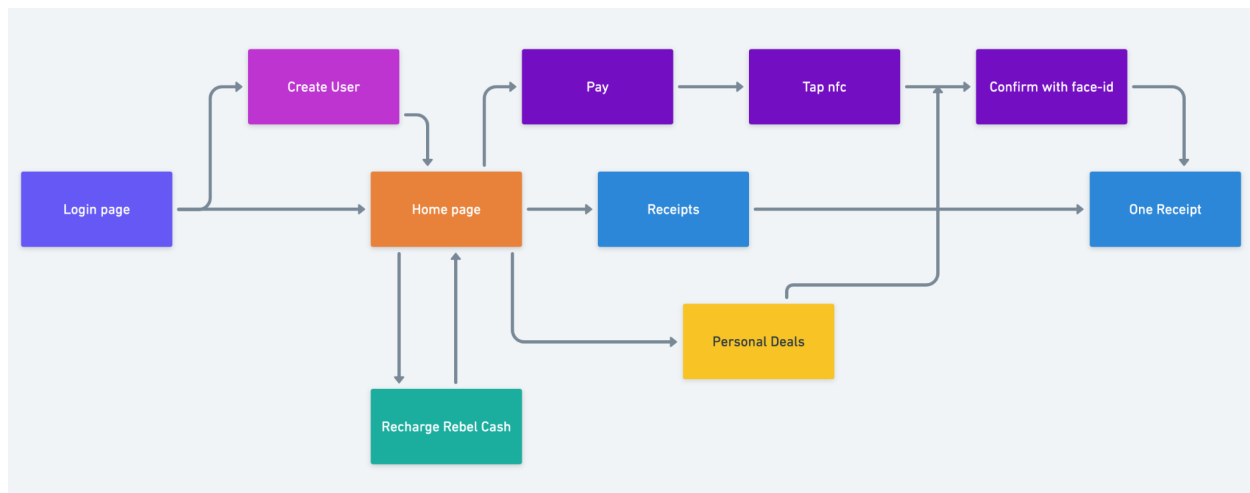 Create User
Pay
Tap nfc
Confirm with face-id
Login page
Home page
Receipts
One Receipt
Personal Deals
Recharge Rebel Cash